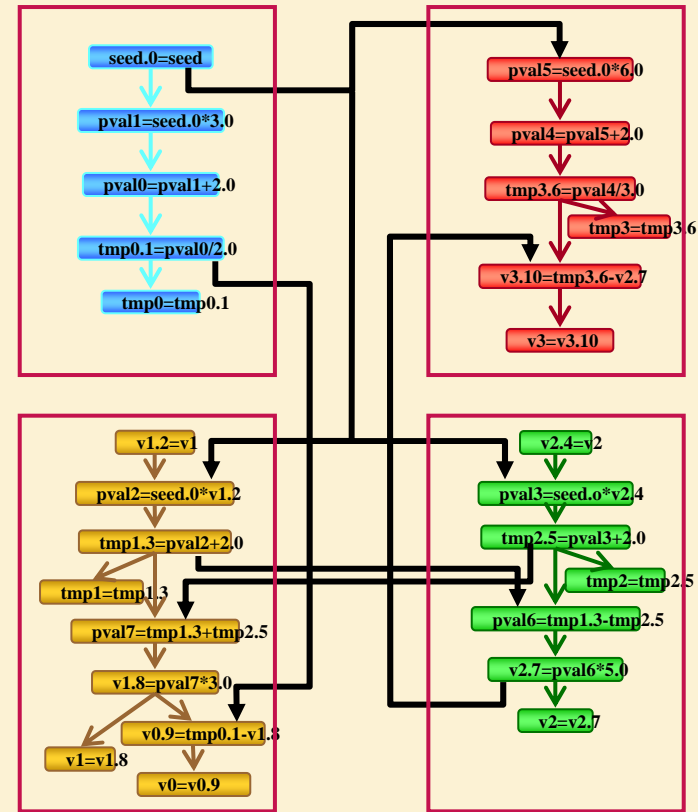 seed.0=seed
pval1=seed.0*3.0
pval0=pval1+2.0
tmp0.1=pval0/2.0
tmp0=tmp0.1
pval5=seed.0*6.0
pval4=pval5+2.0
tmp3.6=pval4/3.0
tmp3=tmp3.6
v3.10=tmp3.6-v2.7
v3=v3.10
v1.2=v1
pval2=seed.0*v1.2
tmp1.3=pval2+2.0
tmp1=tmp1.3
pval7=tmp1.3+tmp2.5
v1.8=pval7*3.0
v0.9=tmp0.1-v1.8
v1=v1.8
v0=v0.9
v2.4=v2
pval3=seed.o*v2.4
tmp2.5=pval3+2.0
tmp2=tmp2.5
pval6=tmp1.3-tmp2.5
v2.7=pval6*5.0
v2=v2.7